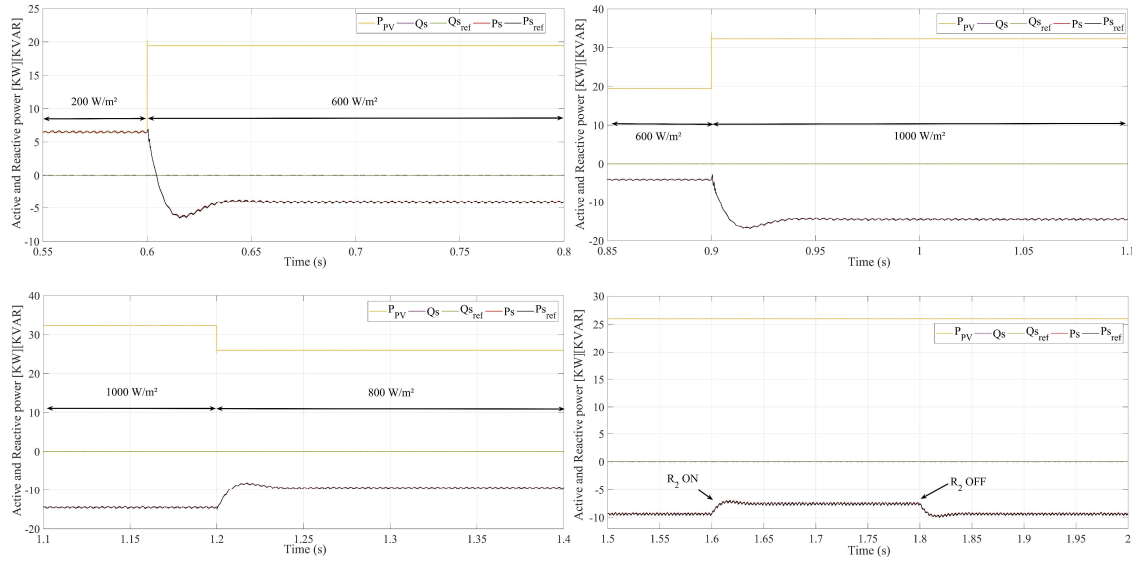 25
20
15
10
5
0
-5
-10
Active and Reactive power [KW][KVAR]
P_PV Qs Qs_ref Ps Ps_ref
200 W/m²
600 W/m²
0.55 0.6 0.65 0.7 0.75 0.8
Time (s)
40
30
20
10
0
-10
-20
Active and Reactive power [KW][KVAR]
P_PV Qs Qs_ref Ps Ps_ref
600 W/m²
1000 W/m²
0.85 0.9 0.95 1 1.05 1.1
Time (s)
40
30
20
10
0
-10
-20
Active and Reactive power [KW][KVAR]
P_PV Qs Qs_ref Ps Ps_ref
1000 W/m²
800 W/m²
1.1 1.15 1.2 1.25 1.3 1.35 1.4
Time (s)
30
25
20
15
10
5
0
-5
-10
Active and Reactive power [KW][KVAR]
P_PV Qs Qs_ref Ps Ps_ref
R_2 ON
R_2 OFF
1.5 1.55 1.6 1.65 1.7 1.75 1.8 1.85 1.9 1.95 2
Time (s)